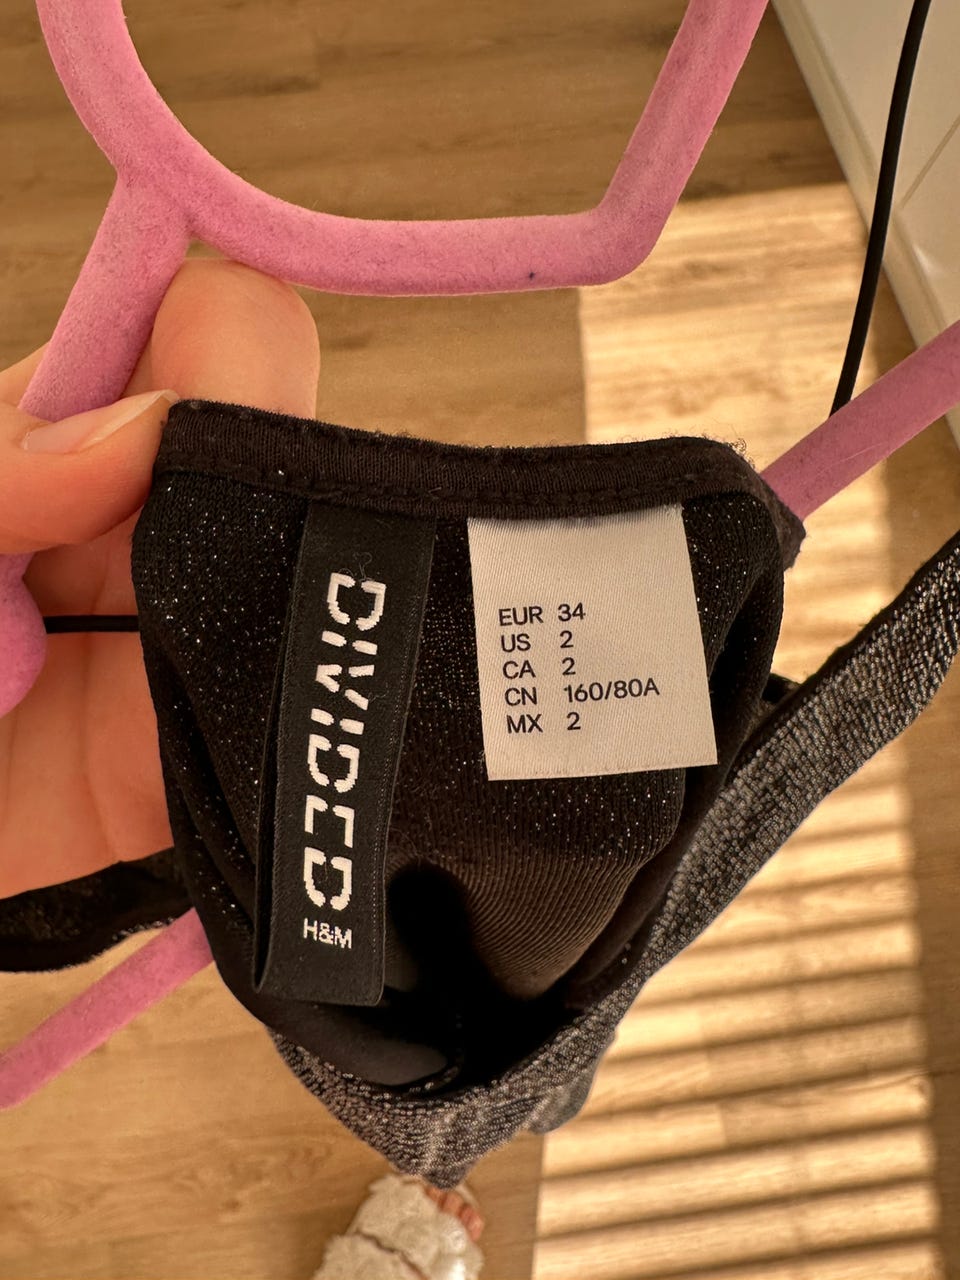 DIVIDED
H&M
EUR 34
US 2
CA 2
CN 160/80A
MX 2